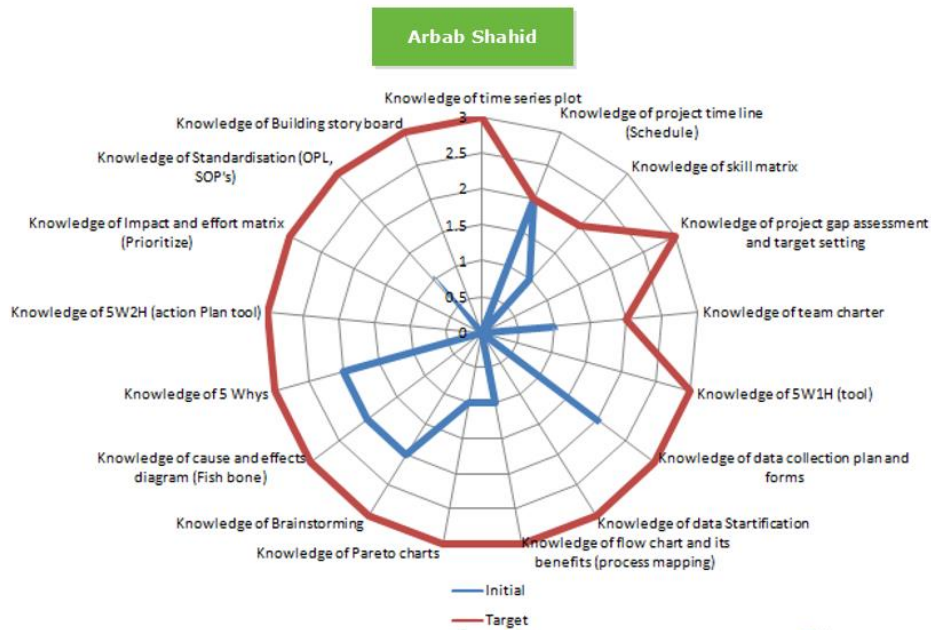 Arbab Shahid
Knowledge of time series plot
Knowledge of project time line
(Schedule)
Knowledge of skill matrix
Knowledge of project gap assessment
and target setting
Knowledge of team charter
Knowledge of 5W1H (tool)
Knowledge of data collection plan and
forms
Knowledge of data Startification
Knowledge of flow chart and its
benefits (process mapping)
Knowledge of Pareto charts
Knowledge of Brainstorming
Knowledge of cause and effects
diagram (Fish bone)
Knowledge of 5 Whys
Knowledge of 5W2H (action Plan tool)
Knowledge of Impact and effort matrix
(Prioritize)
Knowledge of Standardisation (OPL,
SOP's)
Knowledge of Building story board
3
2.5
2
1.5
1
0.5
0
Initial
Target